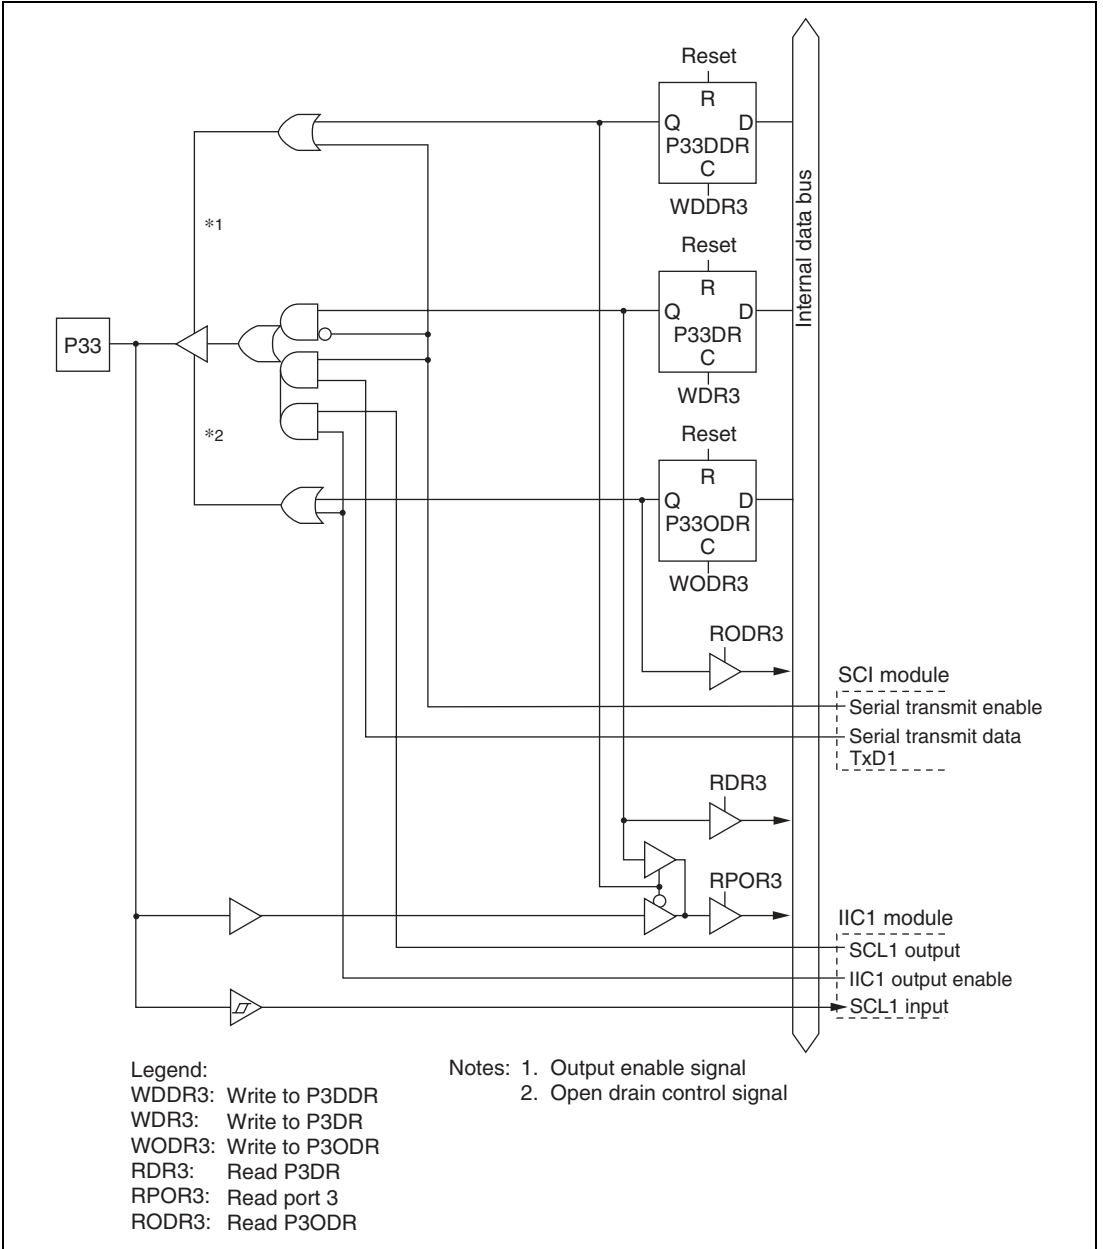 Reset
R
Q D
P33DDR
C
WDDR3
Internal data bus
*1
Reset
R
Q D
P33DR
C
WDR3
P33
*2
Reset
R
Q D
P33ODR
C
WODR3
RODR3
SCI module
Serial transmit enable
Serial transmit data
TxD1
RDR3
RPOR3
IIC1 module
SCL1 output
IIC1 output enable
SCL1 input
Legend:
WDDR3: Write to P3DDR
WDR3: Write to P3DR
WODR3: Write to P3ODR
RDR3: Read P3DR
RPOR3: Read port 3
RODR3: Read P3ODR
Notes: 1. Output enable signal
2. Open drain control signal